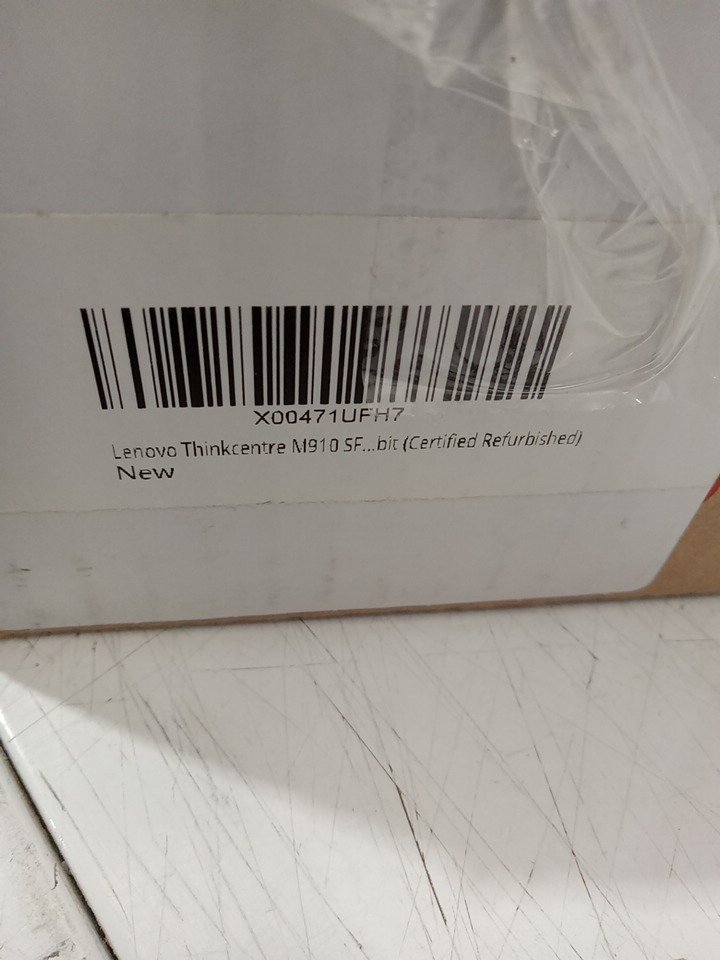 X00471UFH7
Lenovo Thinkcentre M910 SF...bit (Certified Refurbished)
New